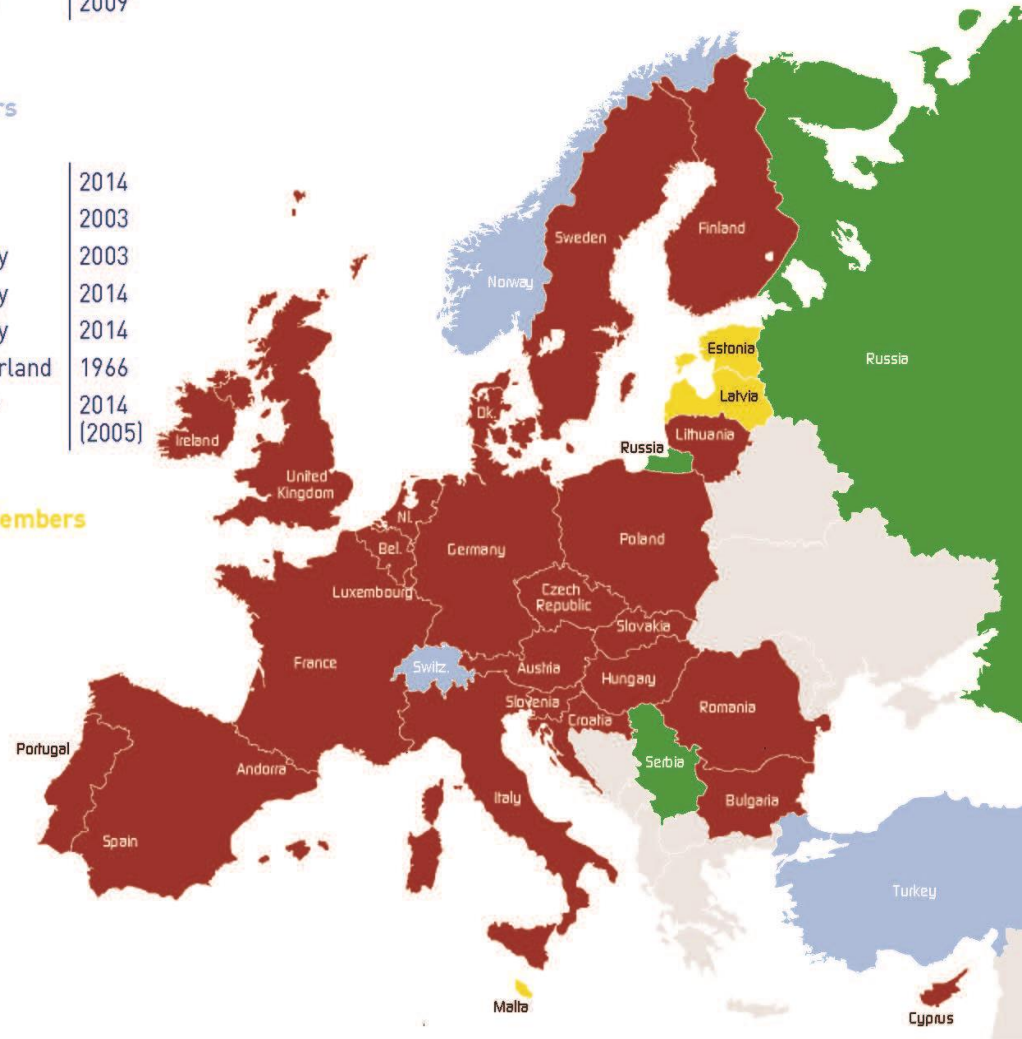 2009
rs
2014
2003
y 2003
y 2014
y 2014
rland 1966
2014
(2005)
embers
Sweden
Finland
Norway
Russia
Estonia
Latvia
Dk.
Lithuania
Russia
Ireland
United
Kingdom
Nl.
Bel.
Germany
Poland
Luxembourg
Czech
Republic
Slovakia
France
Switz.
Austria
Hungary
Slovenia
Croatia
Romania
Portugal
Andorra
Serbia
Italy
Bulgaria
Spain
Turkey
Malta
Cyprus